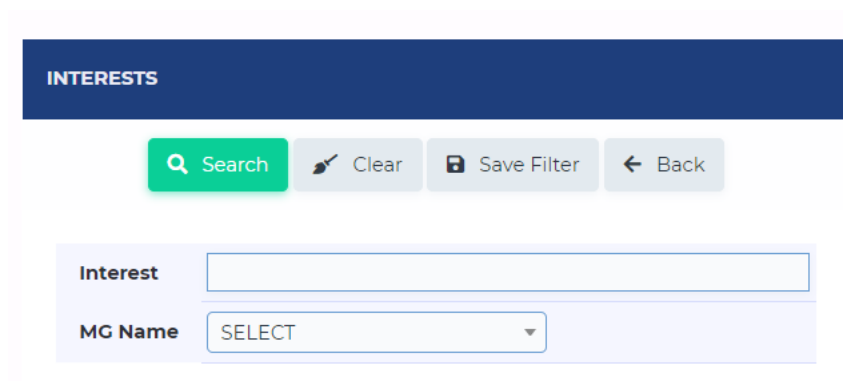 INTERESTS
Search Clear Save Filter Back
Interest
MG Name SELECT